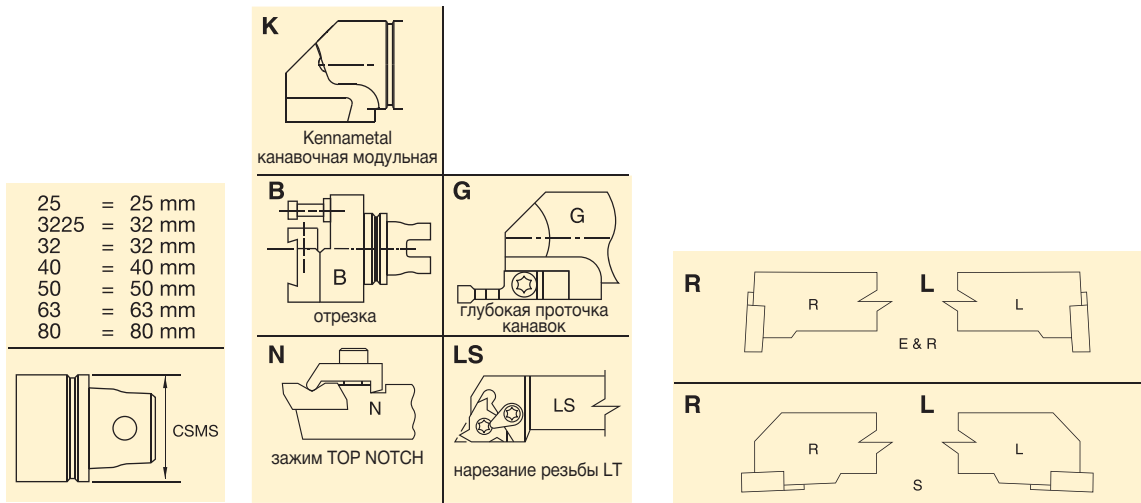 25 = 25 mm
3225 = 32 mm
32 = 32 mm
40 = 40 mm
50 = 50 mm
63 = 63 mm
80 = 80 mm
CSMS
K
Kennametal
канавочная модульная
B
B
отрезка
G
G
глубокая проточка
канавок
N
N
зажим TOP NOTCH
LS
LS
нарезание резьбы LT
R
R
L
L
E & R
R
R
L
L
S